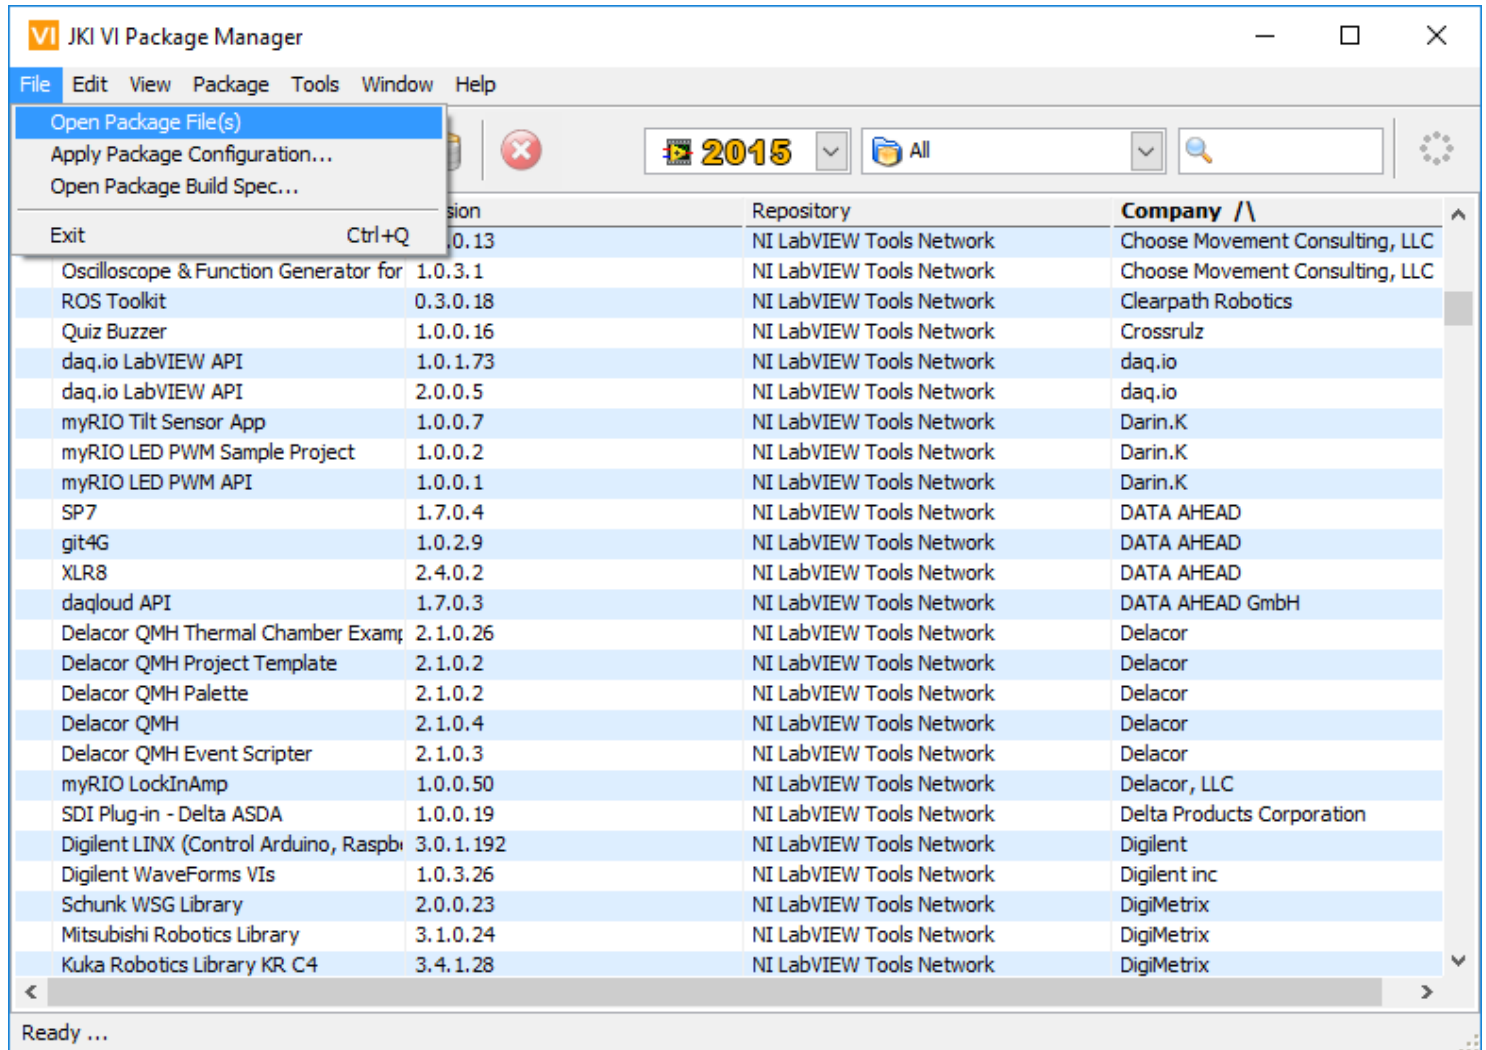 VI JKI VI Package Manager
File Edit View Package Tools Window Help
Open Package File(s)
Apply Package Configuration...
Open Package Build Spec...
Exit Ctrl+Q
2015 All
Repository Company /\
.0.13 NI LabVIEW Tools Network Choose Movement Consulting, LLC
Oscilloscope & Function Generator for 1.0.3.1 NI LabVIEW Tools Network Choose Movement Consulting, LLC
ROS Toolkit 0.3.0.18 NI LabVIEW Tools Network Clearpath Robotics
Quiz Buzzer 1.0.0.16 NI LabVIEW Tools Network Crossrulz
daq.io LabVIEW API 1.0.1.73 NI LabVIEW Tools Network daq.io
daq.io LabVIEW API 2.0.0.5 NI LabVIEW Tools Network daq.io
myRIO Tilt Sensor App 1.0.0.7 NI LabVIEW Tools Network Darin.K
myRIO LED PWM Sample Project 1.0.0.2 NI LabVIEW Tools Network Darin.K
myRIO LED PWM API 1.0.0.1 NI LabVIEW Tools Network Darin.K
SP7 1.7.0.4 NI LabVIEW Tools Network DATA AHEAD
git4G 1.0.2.9 NI LabVIEW Tools Network DATA AHEAD
XLR8 2.4.0.2 NI LabVIEW Tools Network DATA AHEAD
daqloud API 1.7.0.3 NI LabVIEW Tools Network DATA AHEAD GmbH
Delacor QMH Thermal Chamber Examp 2.1.0.26 NI LabVIEW Tools Network Delacor
Delacor QMH Project Template 2.1.0.2 NI LabVIEW Tools Network Delacor
Delacor QMH Palette 2.1.0.2 NI LabVIEW Tools Network Delacor
Delacor QMH 2.1.0.4 NI LabVIEW Tools Network Delacor
Delacor QMH Event Scripter 2.1.0.3 NI LabVIEW Tools Network Delacor
myRIO LockInAmp 1.0.0.50 NI LabVIEW Tools Network Delacor, LLC
SDI Plug-in - Delta ASDA 1.0.0.19 NI LabVIEW Tools Network Delta Products Corporation
Digilent LINX (Control Arduino, Raspb 3.0.1.192 NI LabVIEW Tools Network Digilent
Digilent WaveForms VIs 1.0.3.26 NI LabVIEW Tools Network Digilent inc
Schunk WSG Library 2.0.0.23 NI LabVIEW Tools Network DigiMetrix
Mitsubishi Robotics Library 3.1.0.24 NI LabVIEW Tools Network DigiMetrix
Kuka Robotics Library KR C4 3.4.1.28 NI LabVIEW Tools Network DigiMetrix
Ready ...